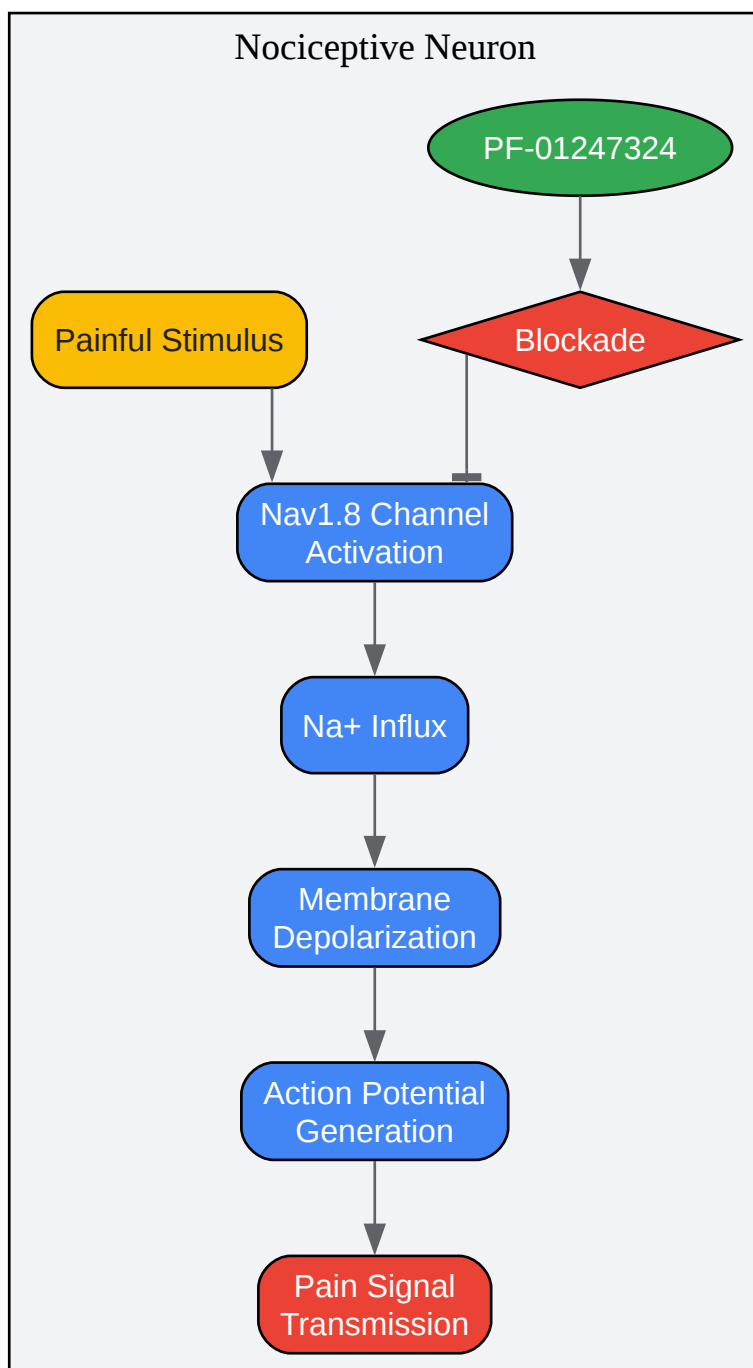 Nociceptive Neuron
PF-01247324
Painful Stimulus
Blockade
Nav1.8 Channel
Activation
Na+ Influx
Membrane
Depolarization
Action Potential
Generation
Pain Signal
Transmission